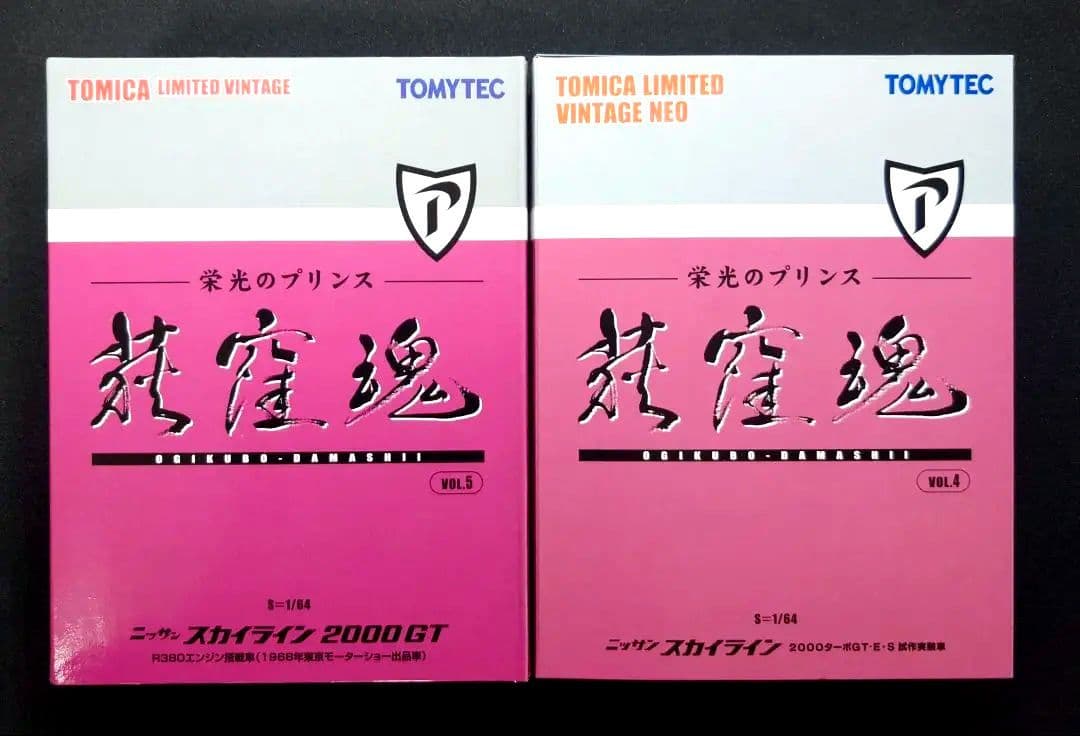 TOMICA LIMITED VINTAGE
TOMYTEC
P
栄光のプリンス
荻窪魂
OGIKUBO-DAMASHII
VOL.5
S=1/64
ニッサン スカイライン 2000GT
R380エンジン搭載車(1968年東京モーターショー出品車)
TOMICA LIMITED
VINTAGE NEO
TOMYTEC
P
栄光のプリンス
荻窪魂
OGIKUBO-DAMASHII
VOL.4
S=1/64
ニッサン スカイライン 2000ターボGT・E・S 試作実験車